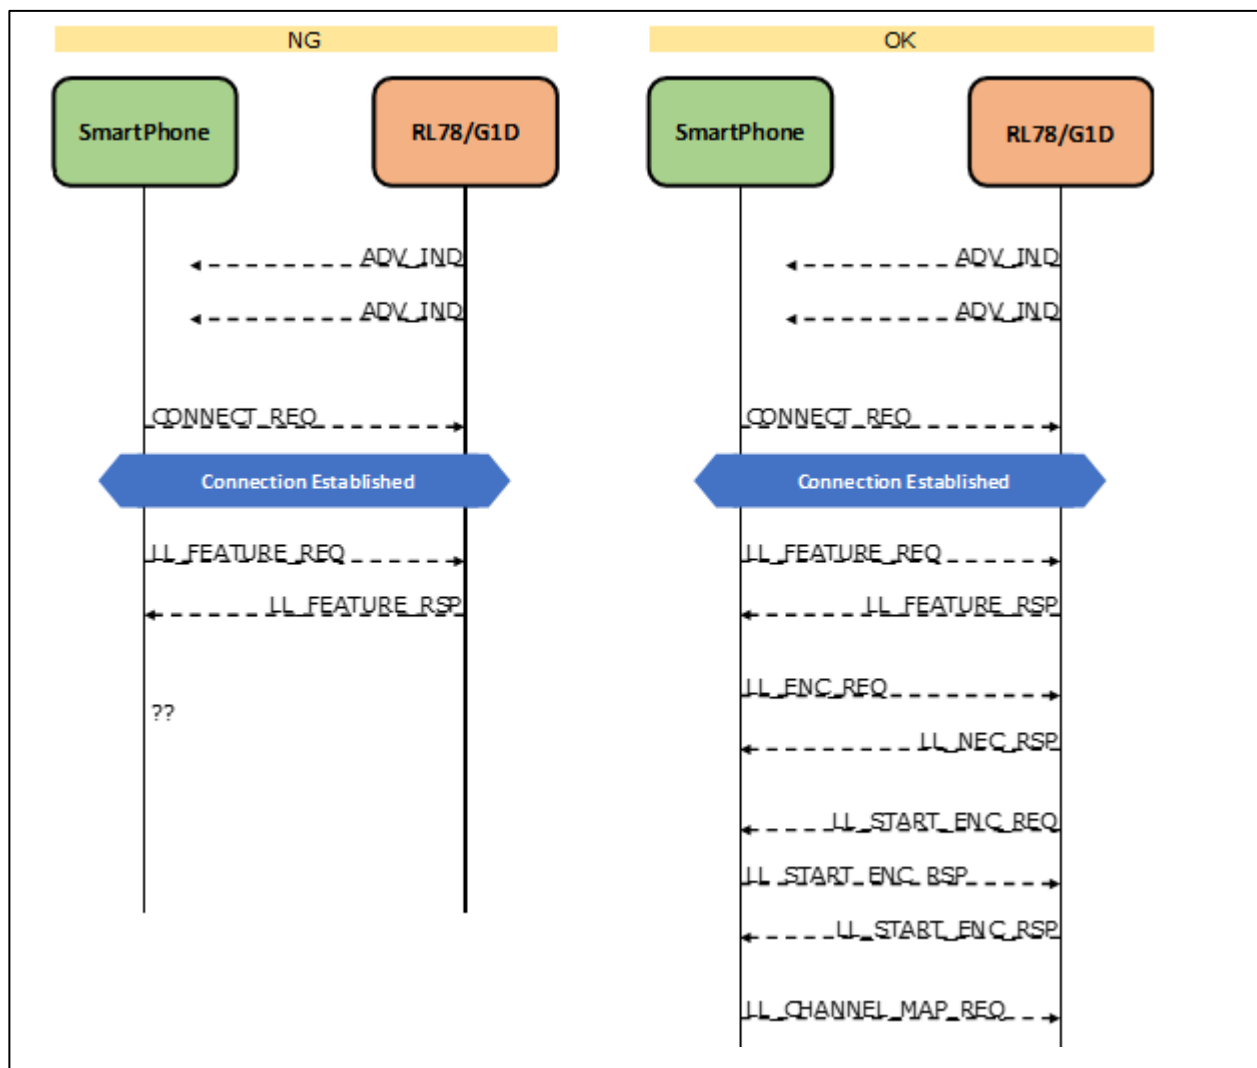 NG
SmartPhone
RL78/G1D
ADV_IND
ADV_IND
CONNECT_REQ
Connection Established
LL_FEATURE_REQ
LL_FEATURE_RSP
??
OK
SmartPhone
RL78/G1D
ADV_IND
ADV_IND
CONNECT_REQ
Connection Established
LL_FEATURE_REQ
LL_FEATURE_RSP
LL_ENC_REQ
LL_NEC_RSP
LL_START_ENC_REQ
LL_START_ENC_RSP
LL_START_ENC_RSP
LL_CHANNEL_MAP_REQ